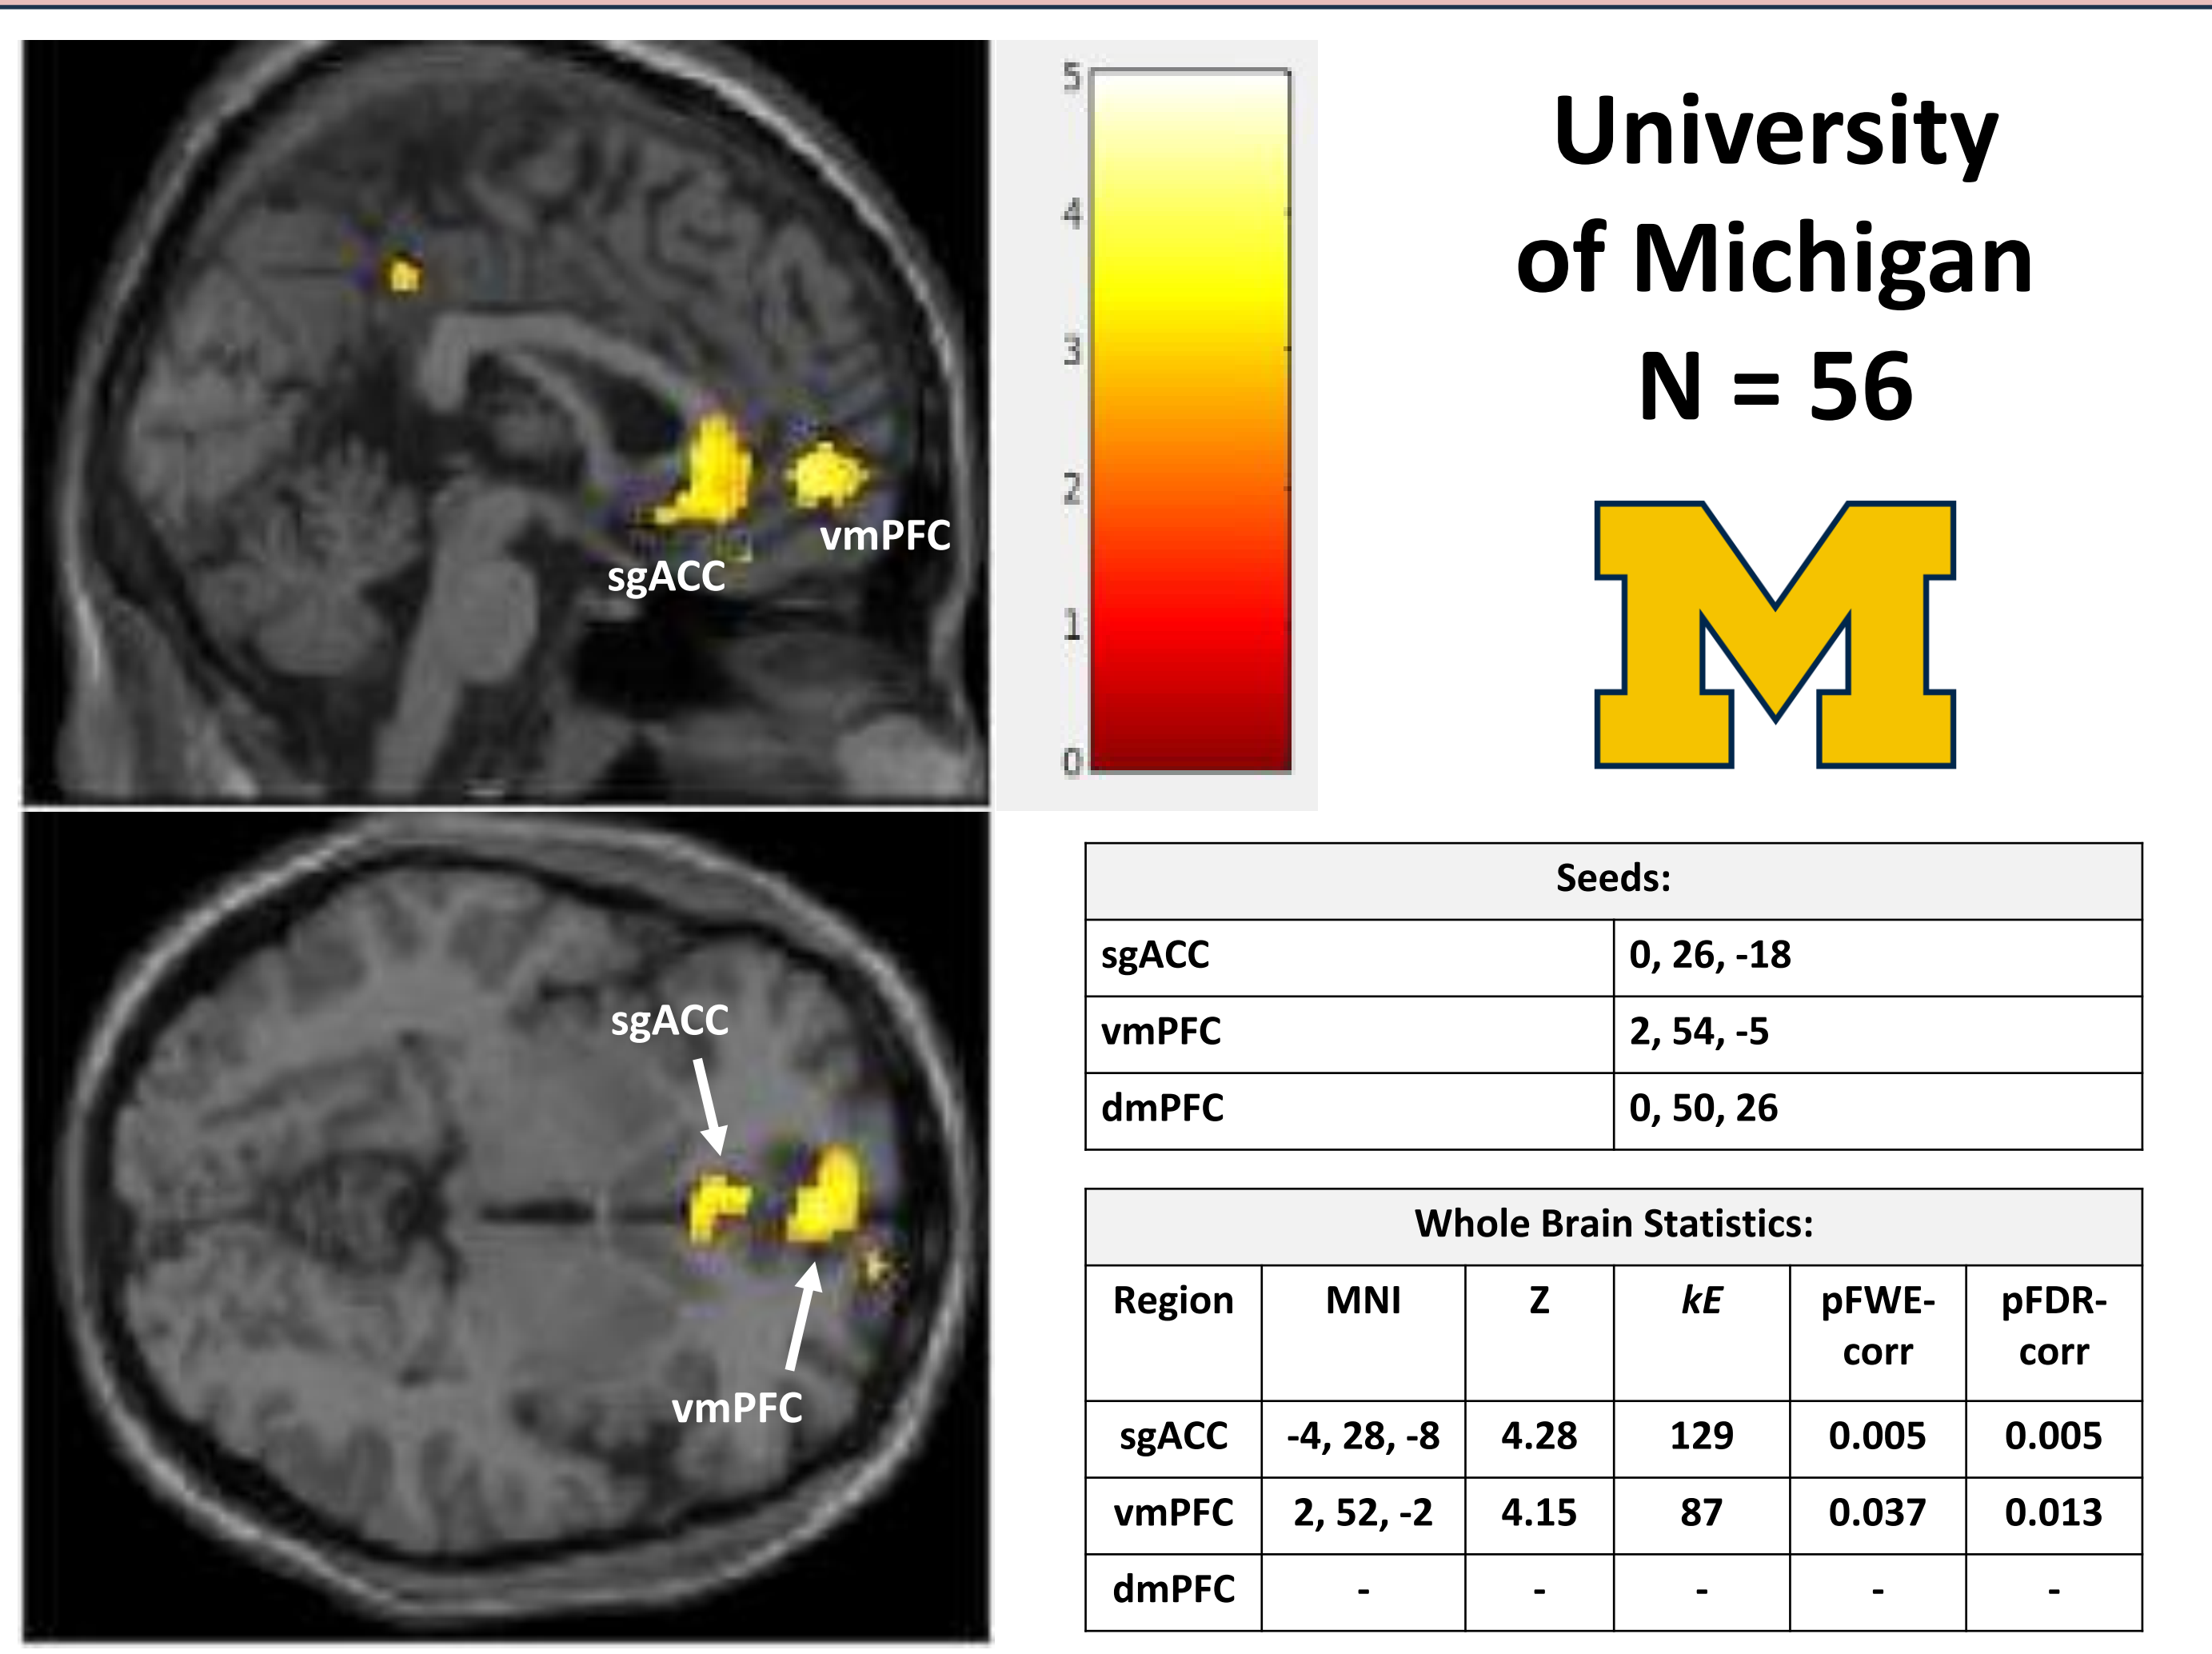 University
of Michigan
N = 56
5
4
3
2
1
0
vmPFC
sgACC
M
sgACC
vmPFC
Seeds:
sgACC 0, 26, -18
vmPFC 2, 54, -5
dmPFC 0, 50, 26
Whole Brain Statistics:
Region MNI Z kE pFWE- pFDR-
corr corr
sgACC -4, 28, -8 4.28 129 0.005 0.005
vmPFC 2, 52, -2 4.15 87 0.037 0.013
dmPFC - - - - -